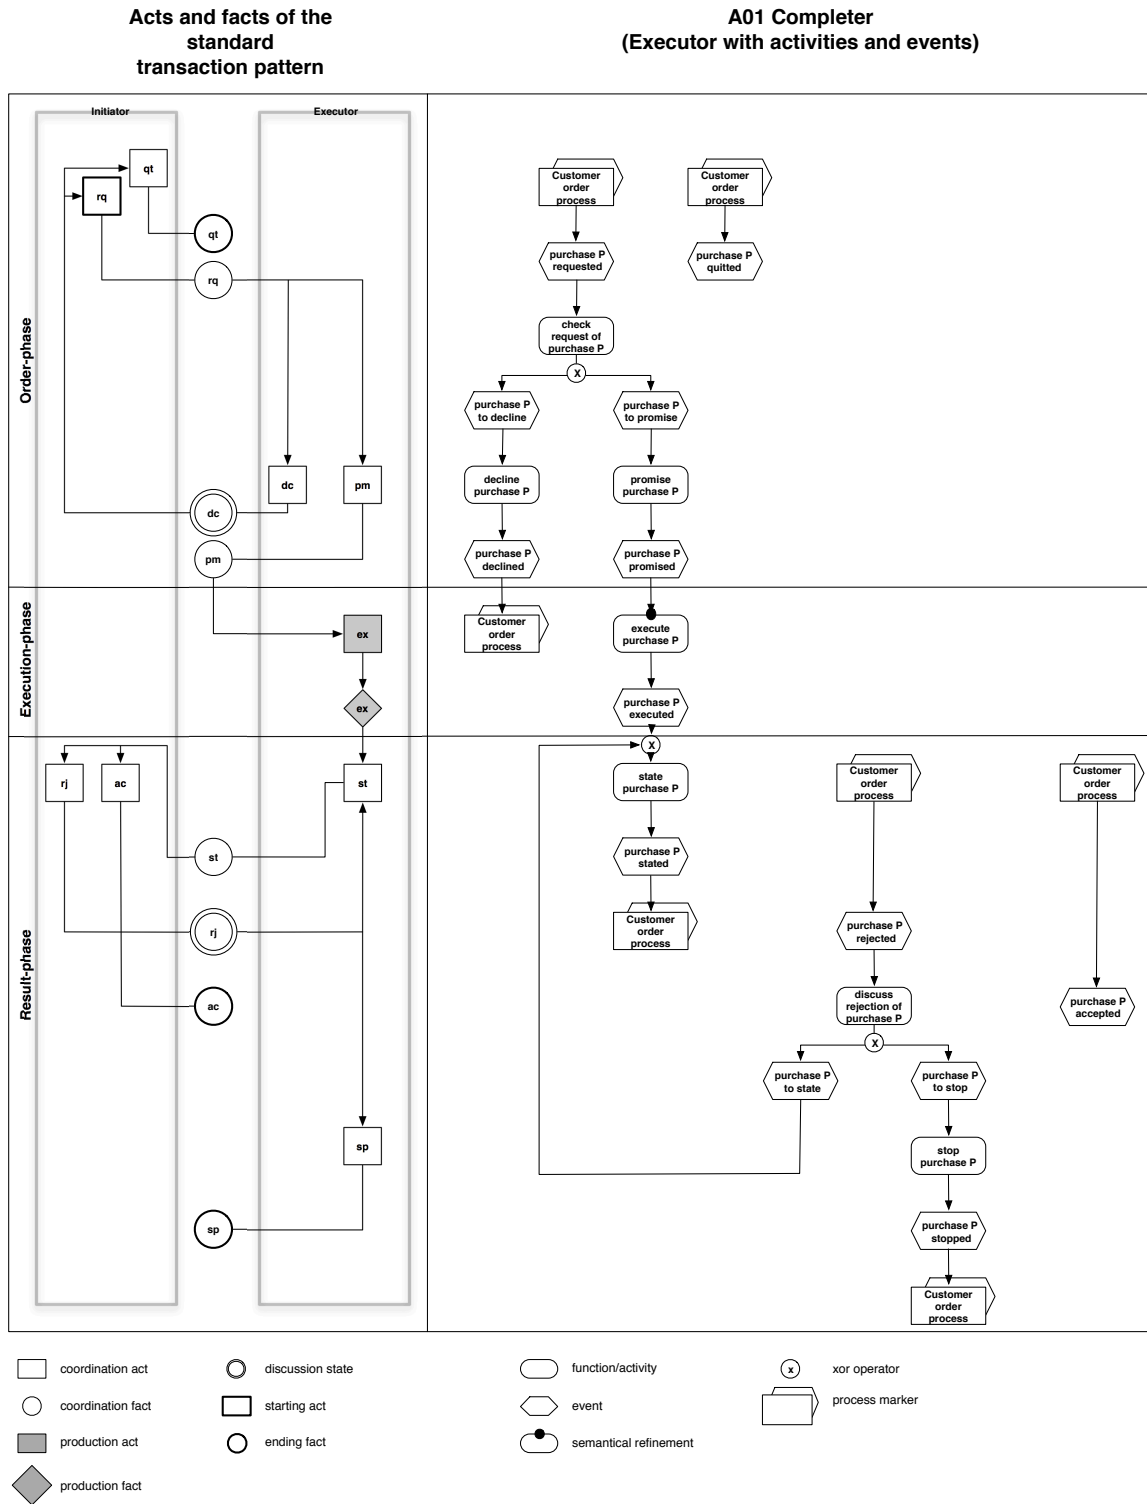 Acts and facts of the
standard
transaction pattern
A01 Completer
(Executor with activities and events)
Initiator
Executor
Order-phase
qt
rq
qt
rq
dc
pm
dc
pm
Customer
order
process
Customer
order
process
purchase P
requested
purchase P
quitted
check
request of
purchase P
x
purchase P
to decline
purchase P
to promise
decline
purchase P
promise
purchase P
purchase P
declined
purchase P
promised
Execution-phase
ex
ex
Customer
order
process
execute
purchase P
purchase P
executed
Result-phase
rj
ac
st
st
rj
ac
sp
sp
x
state
purchase P
Customer
order
process
Customer
order
process
purchase P
stated
Customer
order
process
purchase P
rejected
discuss
rejection of
purchase P
purchase P
accepted
x
purchase P
to state
purchase P
to stop
stop
purchase P
purchase P
stopped
Customer
order
process
coordination act
coordination fact
production act
production fact
discussion state
starting act
ending fact
function/activity
event
semantical refinement
x
xor operator
process marker